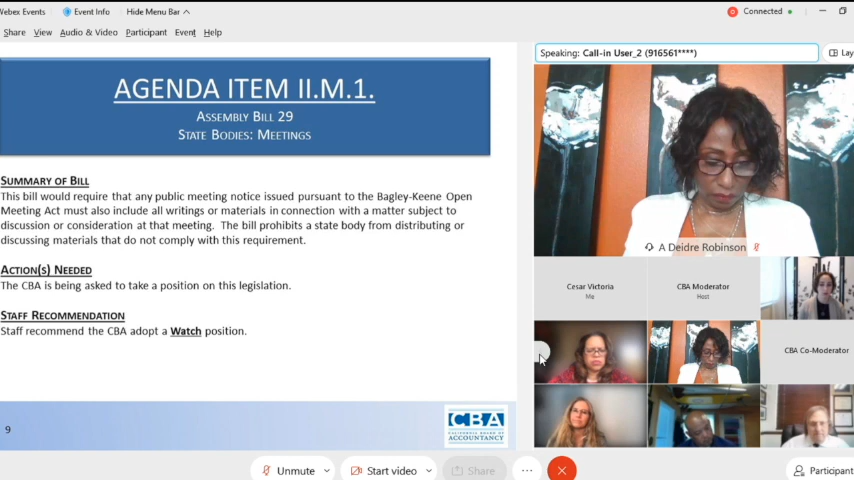 Webex Events
Event Info
Hide Menu Bar
Connected
Share View Audio & Video Participant Event Help
Speaking: Call-in User_2 (916561****)
Lay
AGENDA ITEM II.M.1.
ASSEMBLY BILL 29
STATE BODIES: MEETINGS
SUMMARY OF BILL
This bill would require that any public meeting notice issued pursuant to the Bagley-Keene Open
Meeting Act must also include all writings or materials in connection with a matter subject to
discussion or consideration at that meeting. The bill prohibits a state body from distributing or
discussing materials that do not comply with this requirement.
ACTION(S) NEEDED
The CBA is being asked to take a position on this legislation.
STAFF RECOMMENDATION
Staff recommend the CBA adopt a Watch position.
9
CBA
CALIFORNIA BOARD OF
ACCOUNTANCY
A Deidre Robinson
Cesar Victoria
Me
CBA Moderator
Host
CBA Co-Moderator
Unmute
Start video
Share
Participant